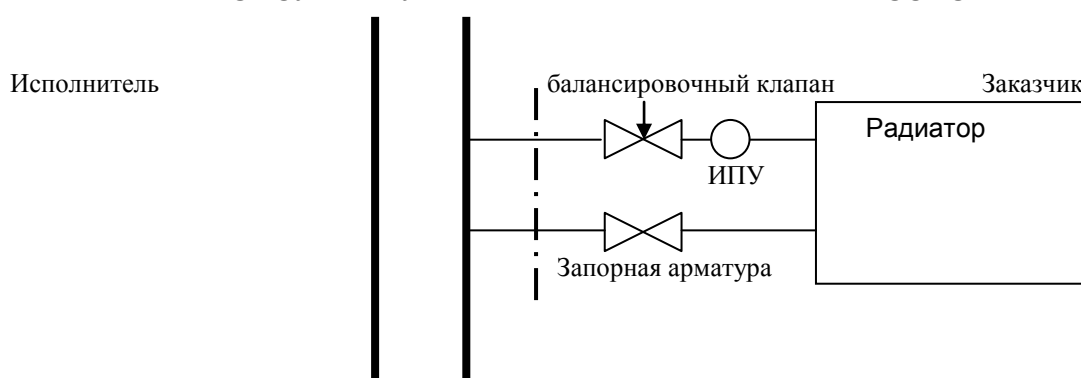 Исполнитель
балансировочный клапан
Заказчик
Радиатор
ИПУ
Запорная арматура